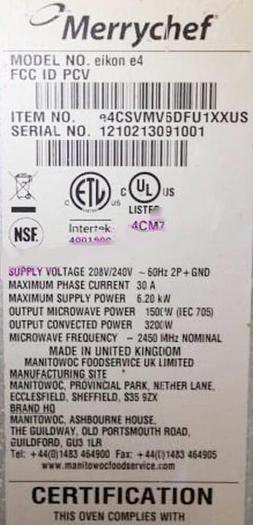 Merrychef
MODEL NO. eikon e4
FCC ID PCV
ITEM NO. e4CSVMV5DFU1XXUS
SERIAL NO. 1210213091001
ETL
C UL US
LISTED
NSF
Intertek
4CM7
SUPPLY VOLTAGE 208V/240V ~ 60Hz 2P+GND
MAXIMUM PHASE CURRENT 30 A
MAXIMUM SUPPLY POWER 6.20 kW
OUTPUT MICROWAVE POWER 1500W (IEC 705)
OUTPUT CONVECTED POWER 3200W
MICROWAVE FREQUENCY - 2450 MHz NOMINAL
MADE IN UNITED KINGDOM
MANITOWOC FOODSERVICE UK LIMITED
MANUFACTURING SITE
MANITOWOC, PROVINCIAL PARK, NETHER LANE,
ECCLESFIELD, SHEFFIELD, S35 9ZX
BRAND HQ
MANITOWOC, ASHBOURNE HOUSE,
THE GUILDWAY, OLD PORTSMOUTH ROAD,
GUILDFORD, GU3 1LR
Tel: +44(0)1483 464900 Fax: +44(0)1483 464905
www.manitowocfoodservice.com
CERTIFICATION
THIS OVEN COMPLIES WITH